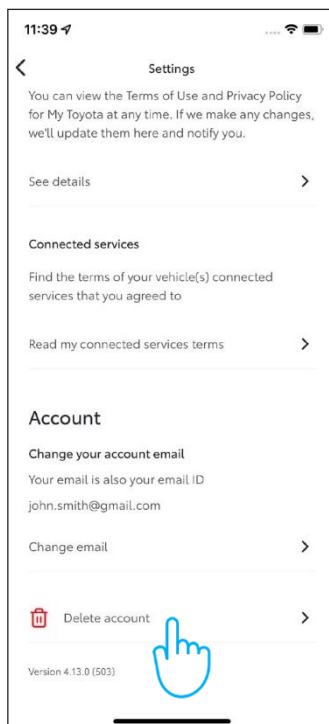 11:39
Settings
You can view the Terms of Use and Privacy Policy
for My Toyota at any time. If we make any changes,
we'll update them here and notify you.
See details
Connected services
Find the terms of your vehicle(s) connected
services that you agreed to
Read my connected services terms
Account
Change your account email
Your email is also your email ID
john.smith@gmail.com
Change email
Delete account
Version 4.13.0 (503)